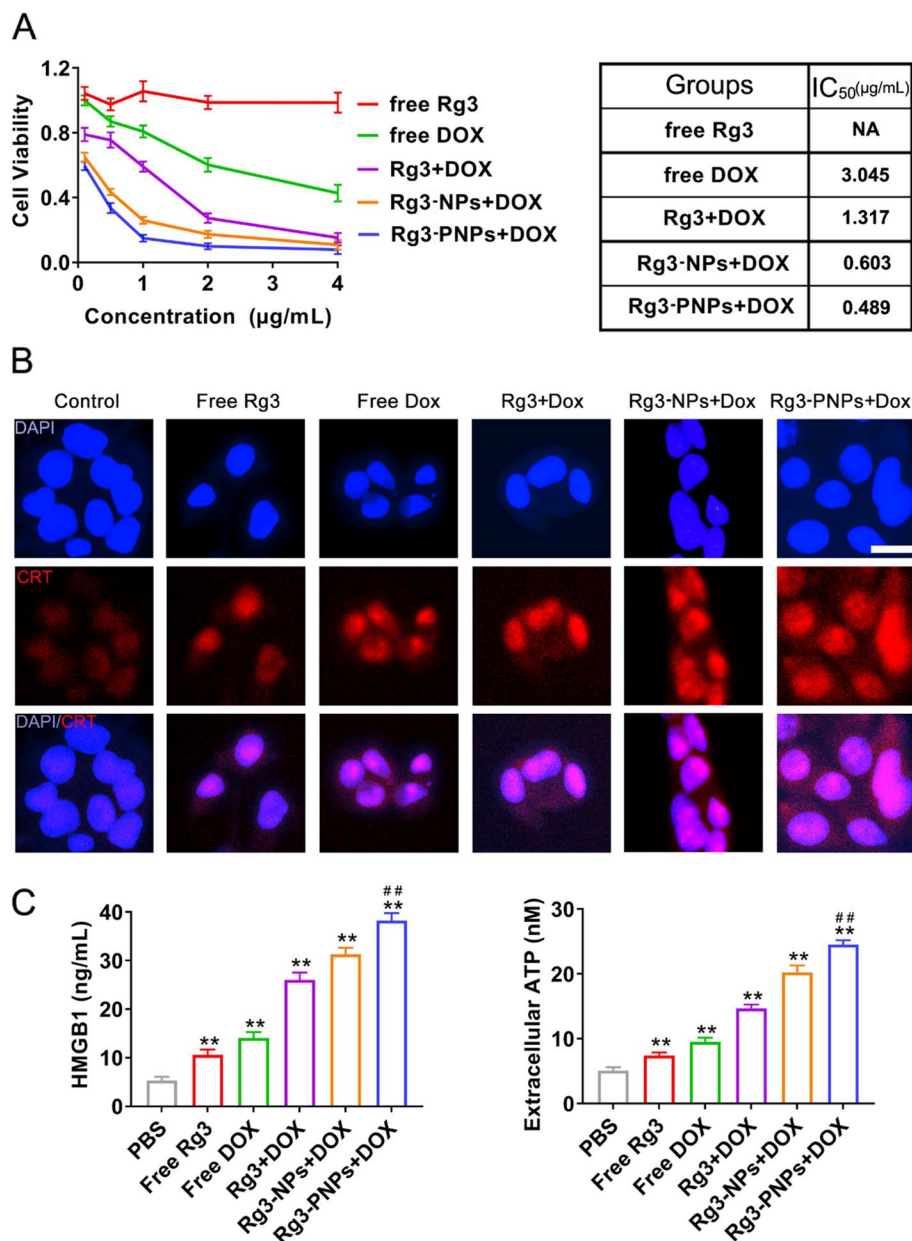 A
Cell Viability
1.2
0.8
0.4
0.0
0 1 2 3 4
Concentration (μg/mL)
free Rg3
free DOX
Rg3+DOX
Rg3-NPs+DOX
Rg3-PNPs+DOX
Groups IC50(μg/mL)
free Rg3 NA
free DOX 3.045
Rg3+DOX 1.317
Rg3-NPs+DOX 0.603
Rg3-PNPs+DOX 0.489
B
Control Free Rg3 Free Dox Rg3+Dox Rg3-NPs+Dox Rg3-PNPs+Dox
DAPI
CRT
DAPI/CRT
C
HMGB1 (ng/mL)
40
30
20
10
0
**
**
**
**
##
**
PBS
Free Rg3
Free DOX
Rg3+DOX
Rg3-NPs+DOX
Rg3-PNPs+DOX
Extracellular ATP (nM)
30
20
10
0
**
**
**
**
##
**
PBS
Free Rg3
Free DOX
Rg3+DOX
Rg3-NPs+DOX
Rg3-PNPs+DOX